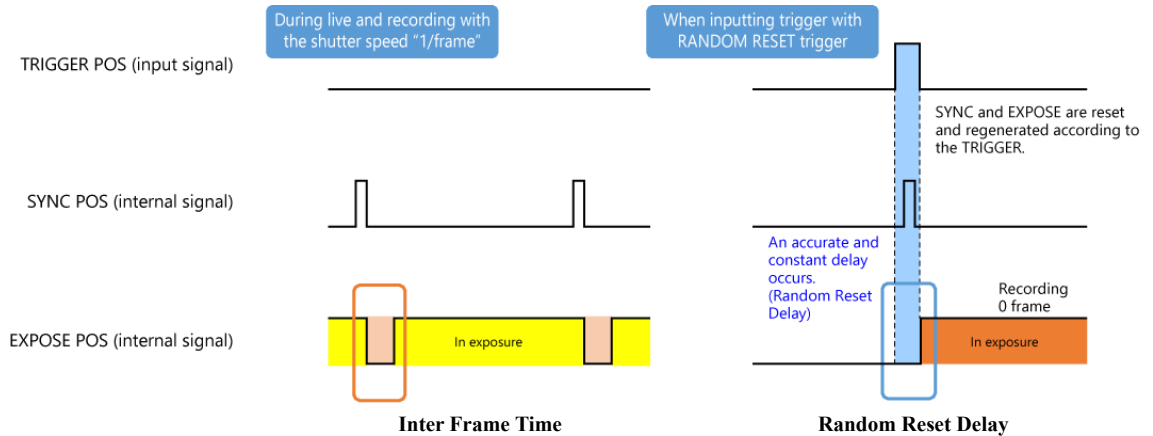 During live and recording with
the shutter speed “1/frame”
When inputting trigger with
RANDOM RESET trigger
TRIGGER POS (input signal)
SYNC and EXPOSE are reset
and regenerated according to
the TRIGGER.
SYNC POS (internal signal)
An accurate and
constant delay
occurs.
(Random Reset
Delay)
Recording
0 frame
EXPOSE POS (internal signal)
In exposure
In exposure
Inter Frame Time
Random Reset Delay